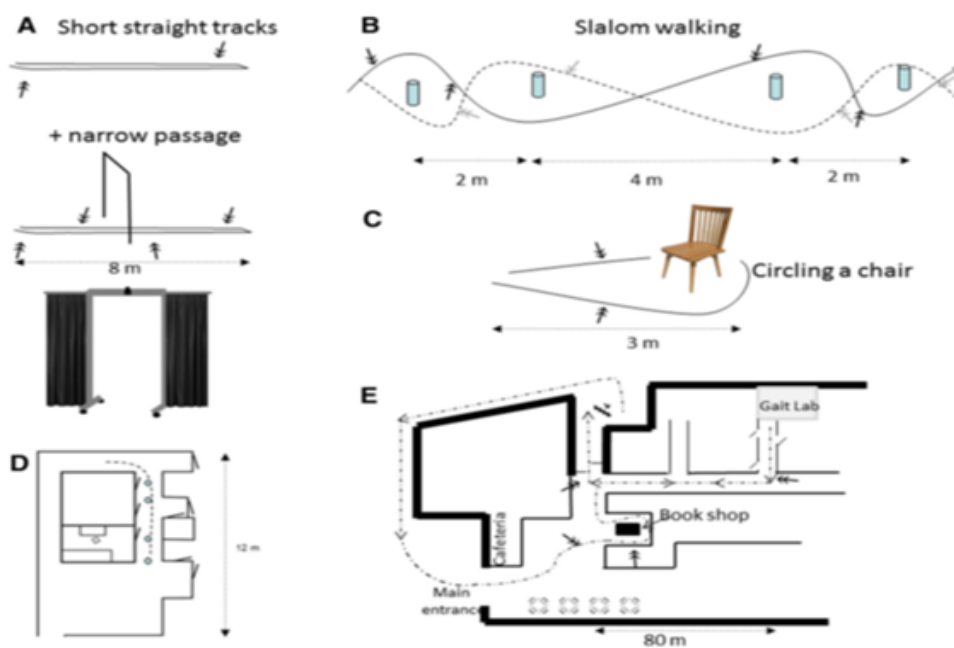 A
Short straight tracks
+ narrow passage
8 m
B
Slalom walking
2 m
4 m
2 m
C
Circling a chair
3 m
D
12 m
E
Gait Lab
Book shop
Cafeteria
Main
entrance
80 m